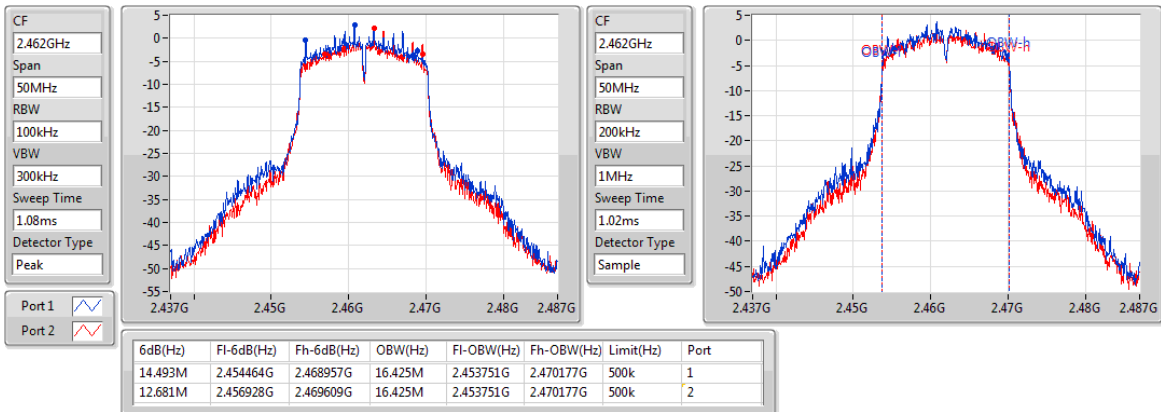 CF
2.462GHz
Span
50MHz
RBW
100kHz
VBW
300kHz
Sweep Time
1.08ms
Detector Type
Peak
Port 1
Port 2
5
0
-5
-10
-15
-20
-25
-30
-35
-40
-45
-50
-55
2.437G 2.45G 2.46G 2.47G 2.48G 2.487G
CF
2.462GHz
Span
50MHz
RBW
200kHz
VBW
1MHz
Sweep Time
1.02ms
Detector Type
Sample
5
0
-5
-10
-15
-20
-25
-30
-35
-40
-45
-50
OBW-h
2.437G 2.45G 2.46G 2.47G 2.48G 2.487G
6dB(Hz) Fl-6dB(Hz) Fh-6dB(Hz) OBW(Hz) Fl-OBW(Hz) Fh-OBW(Hz) Limit(Hz) Port
14.493M 2.454464G 2.468957G 16.425M 2.453751G 2.470177G 500k 1
12.681M 2.456928G 2.469609G 16.425M 2.453751G 2.470177G 500k 2